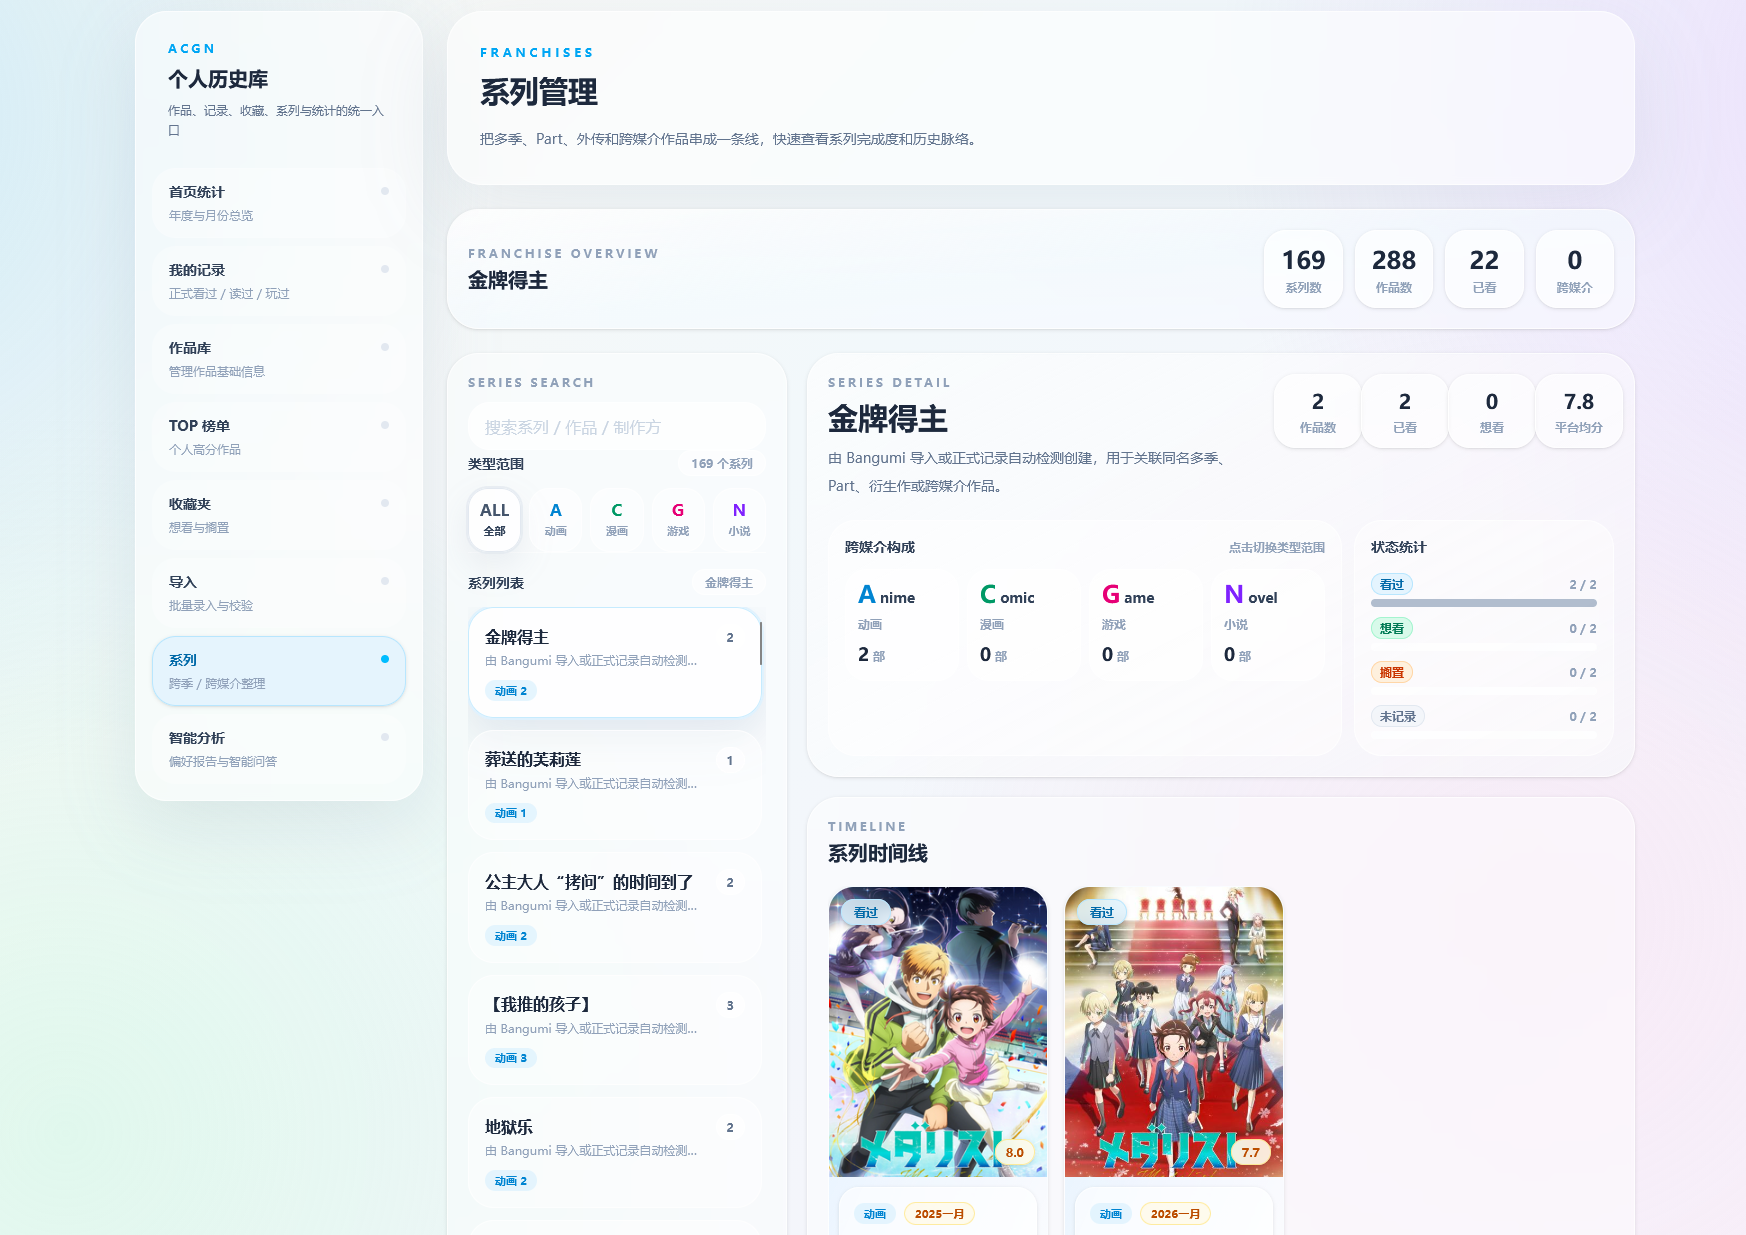 ACGN
个人历史库
作品、记录、收藏、系列与统计的统一入
口
首页统计
年度与月份总览
我的记录
正式看过 / 读过 / 玩过
作品库
管理作品基础信息
TOP 榜单
个人高分作品
收藏夹
想看与搁置
导入
批量录入与校验
系列
跨季 / 跨媒介整理
智能分析
偏好报告与智能问答
FRANCHISES
系列管理
把多季、Part、外传和跨媒介作品串成一条线，快速查看系列完成度和历史脉络。
FRANCHISE OVERVIEW
金牌得主
169
系列数
288
作品数
22
已看
0
跨媒介
SERIES SEARCH
搜索系列 / 作品 / 制作方
类型范围
169 个系列
ALL
全部
A
动画
C
漫画
G
游戏
N
小说
系列列表
金牌得主
金牌得主
2
由 Bangumi 导入或正式记录自动检测...
动画 2
葬送的芙莉莲
1
由 Bangumi 导入或正式记录自动检测...
动画 1
公主大人“拷问”的时间到了
2
由 Bangumi 导入或正式记录自动检测...
动画 2
【我推的孩子】
3
由 Bangumi 导入或正式记录自动检测...
动画 3
地狱乐
2
由 Bangumi 导入或正式记录自动检测...
动画 2
SERIES DETAIL
金牌得主
由 Bangumi 导入或正式记录自动检测创建，用于关联同名多季、
Part、衍生作或跨媒介作品。
2
作品数
2
已看
0
想看
7.8
平台均分
跨媒介构成
点击切换类型范围
Anime
动画
2 部
Comic
漫画
0 部
Game
游戏
0 部
Novel
小说
0 部
状态统计
看过
2 / 2
想看
0 / 2
搁置
0 / 2
未记录
0 / 2
TIMELINE
系列时间线
看过
メダリスト
8.0
动画
2025一月
看过
メダリスト
7.7
动画
2026一月